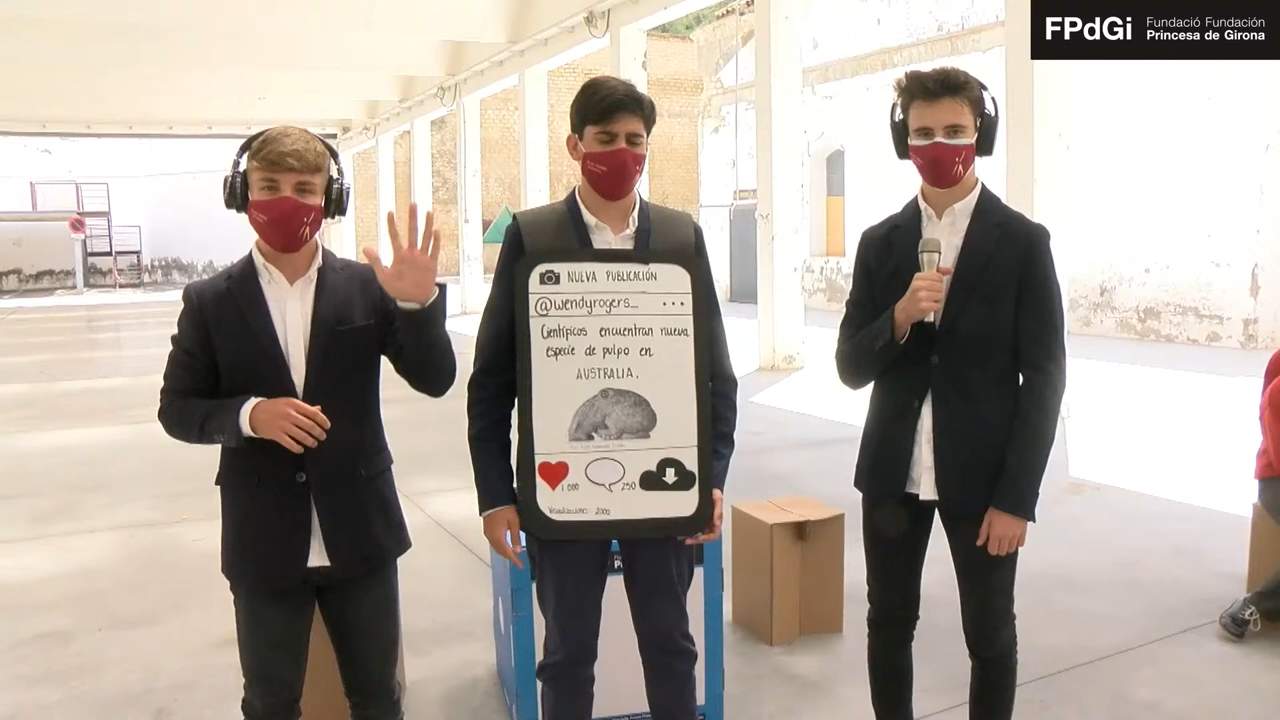 FPdGi
Fundació Fundación
Princesa de Girona
NUEVA PUBLICACIÓN
@wendyrogers_ ...
Científicos encuentran nueva
especie de pulpo en
AUSTRALIA.
1 000
250
Visualizaciones: 2000